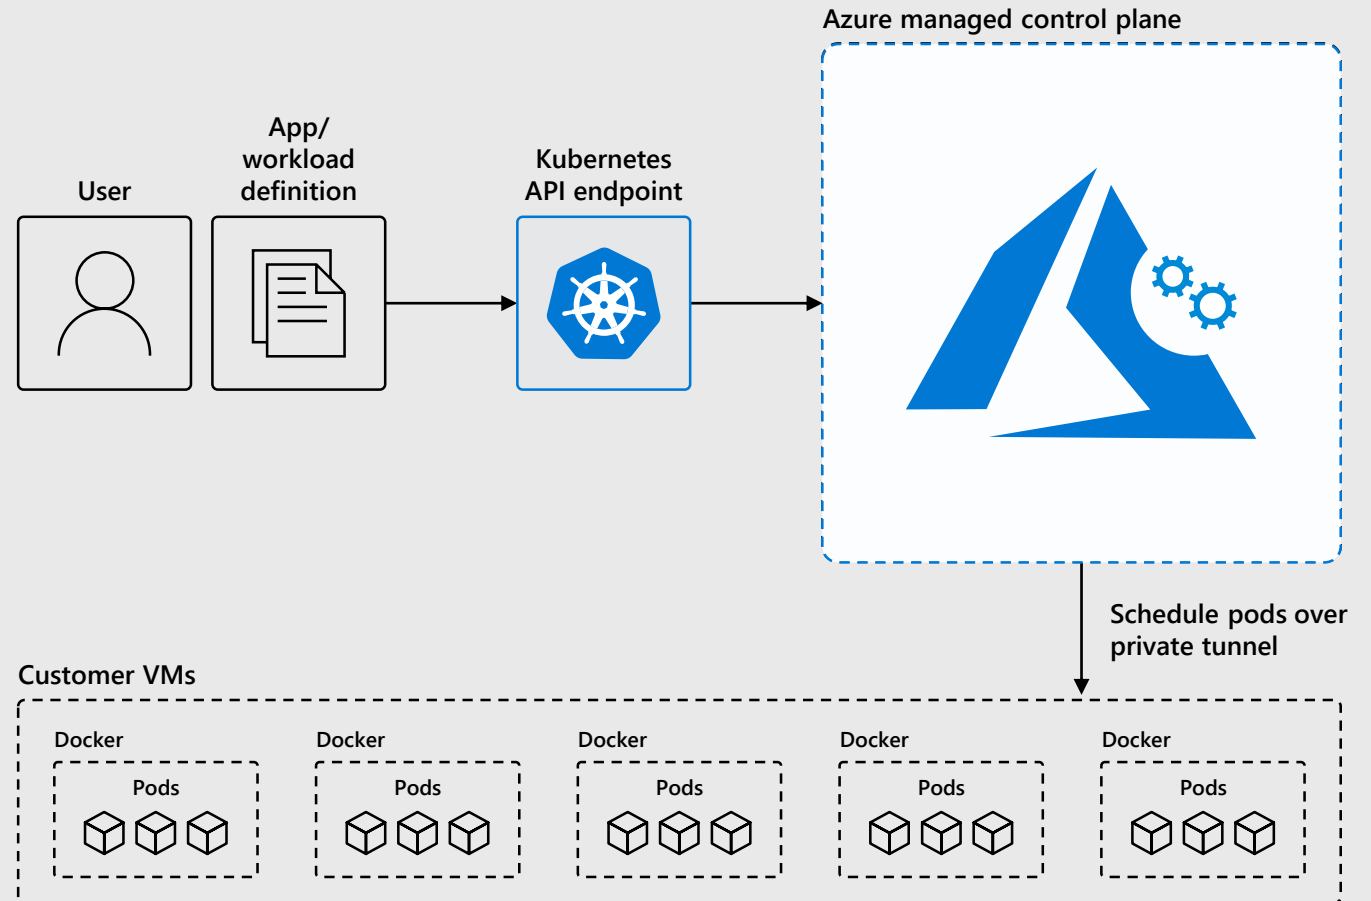 Azure managed control plane
App/
workload
definition
Kubernetes
API endpoint
User
Schedule pods over
private tunnel
Customer VMs
Docker
Docker
Docker
Docker
Docker
Pods
Pods
Pods
Pods
Pods